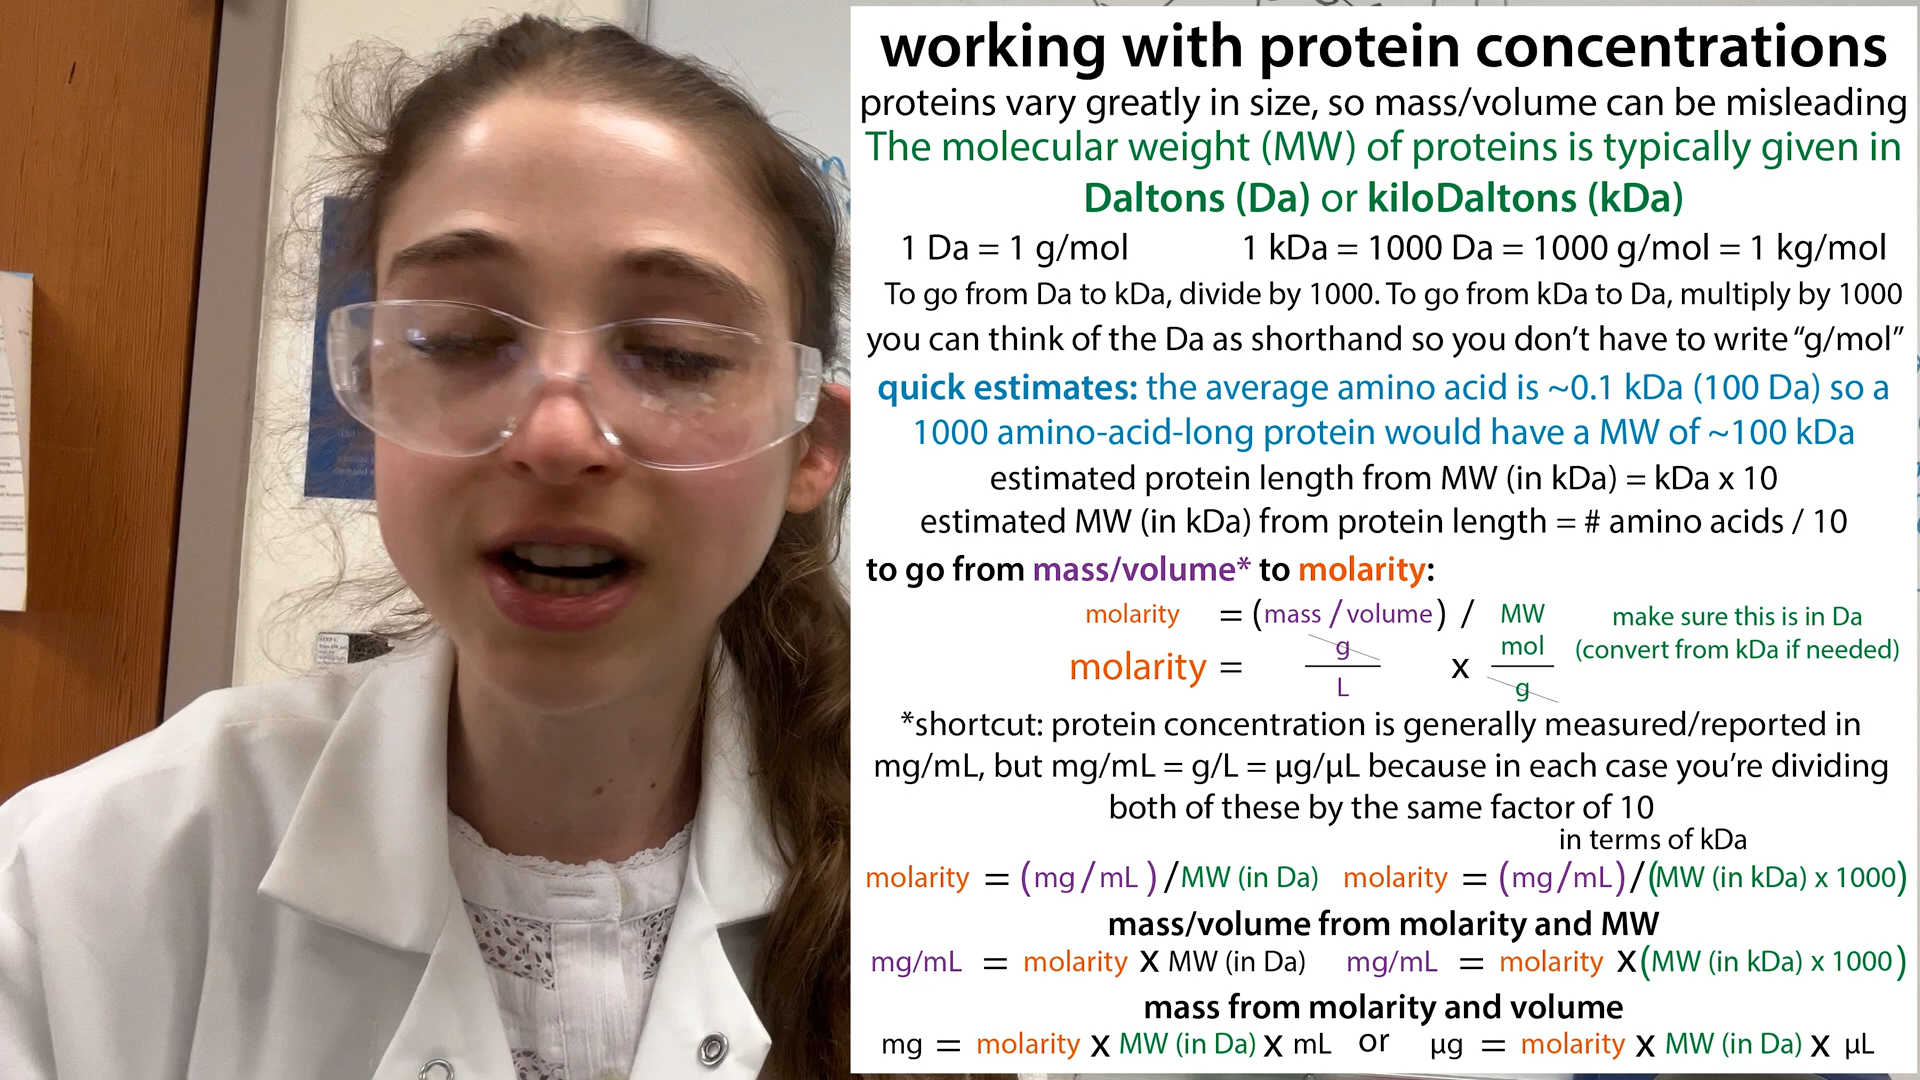 working with protein concentrations
proteins vary greatly in size, so mass/volume can be misleading
The molecular weight (MW) of proteins is typically given in
Daltons (Da) or kiloDaltons (kDa)
1 Da = 1 g/mol 1 kDa = 1000 Da = 1000 g/mol = 1 kg/mol
To go from Da to kDa, divide by 1000. To go from kDa to Da, multiply by 1000
you can think of the Da as shorthand so you don’t have to write “g/mol”
quick estimates: the average amino acid is ~0.1 kDa (100 Da) so a
1000 amino-acid-long protein would have a MW of ~100 kDa
estimated protein length from MW (in kDa) = kDa x 10
estimated MW (in kDa) from protein length = # amino acids / 10
to go from mass/volume* to molarity:
molarity = (mass / volume) / MW make sure this is in Da
(convert from kDa if needed)
molarity = g / L x mol / g
*shortcut: protein concentration is generally measured/reported in
mg/mL, but mg/mL = g/L = µg/µL because in each case you’re dividing
both of these by the same factor of 10
in terms of kDa
molarity = (mg/mL) / MW (in Da) molarity = (mg/mL)/(MW (in kDa) x 1000)
mass/volume from molarity and MW
mg/mL = molarity X MW (in Da) mg/mL = molarity X (MW (in kDa) x 1000)
mass from molarity and volume
mg = molarity X MW (in Da) X mL or µg = molarity X MW (in Da) X µL